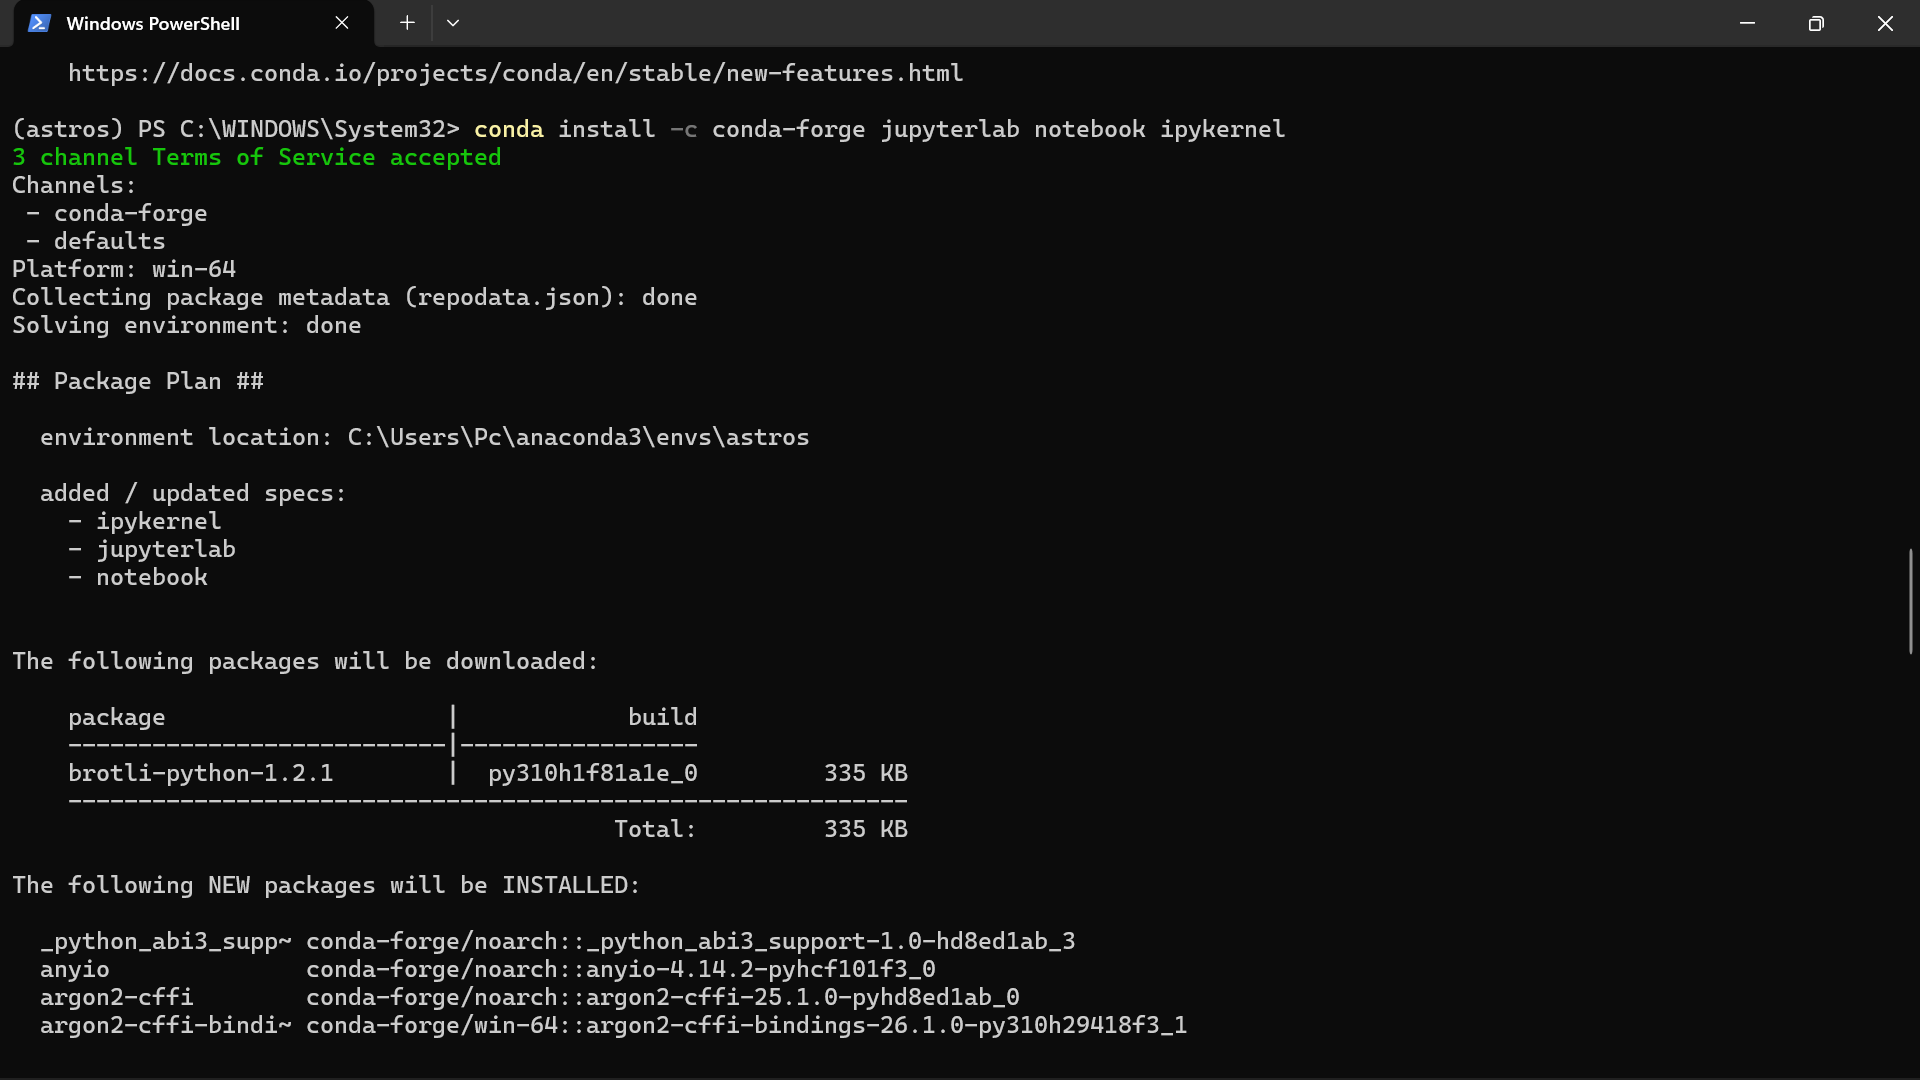 Windows PowerShell
https://docs.conda.io/projects/conda/en/stable/new-features.html
(astros) PS C:\WINDOWS\System32> conda install -c conda-forge jupyterlab notebook ipykernel
3 channel Terms of Service accepted
Channels:
 - conda-forge
 - defaults
Platform: win-64
Collecting package metadata (repodata.json): done
Solving environment: done
## Package Plan ##
  environment location: C:\Users\Pc\anaconda3\envs\astros
  added / updated specs:
    - ipykernel
    - jupyterlab
    - notebook
The following packages will be downloaded:
    package                    |            build
    ---------------------------|-----------------
    brotli-python-1.2.1        |  py310h1f81a1e_0         335 KB
    ------------------------------------------------------------
                                           Total:         335 KB
The following NEW packages will be INSTALLED:
  _python_abi3_supp~ conda-forge/noarch::_python_abi3_support-1.0-hd8ed1ab_3
  anyio              conda-forge/noarch::anyio-4.14.2-pyhcf101f3_0
  argon2-cffi        conda-forge/noarch::argon2-cffi-25.1.0-pyhd8ed1ab_0
  argon2-cffi-bindi~ conda-forge/win-64::argon2-cffi-bindings-26.1.0-py310h29418f3_1